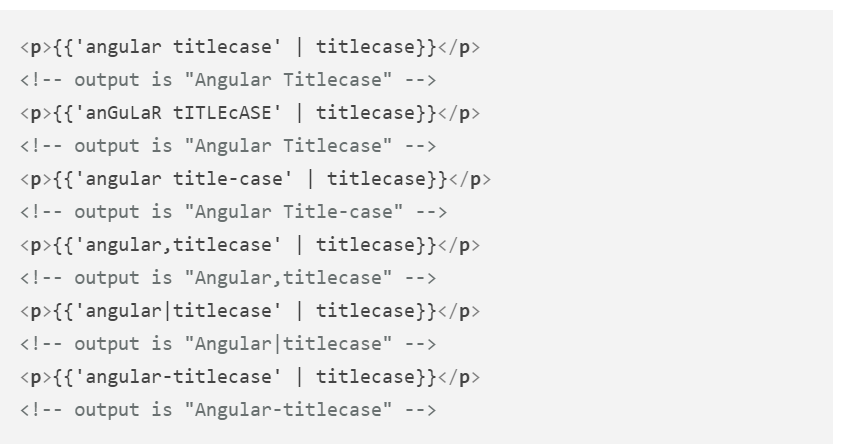 <p>{{'angular titlecase' | titlecase}}</p>
<!-- output is "Angular Titlecase" -->
<p>{{'anGuLaR tITLEcASE' | titlecase}}</p>
<!-- output is "Angular Titlecase" -->
<p>{{'angular title-case' | titlecase}}</p>
<!-- output is "Angular Title-case" -->
<p>{{'angular,titlecase' | titlecase}}</p>
<!-- output is "Angular,titlecase" -->
<p>{{'angular|titlecase' | titlecase}}</p>
<!-- output is "Angular|titlecase" -->
<p>{{'angular-titlecase' | titlecase}}</p>
<!-- output is "Angular-titlecase" -->